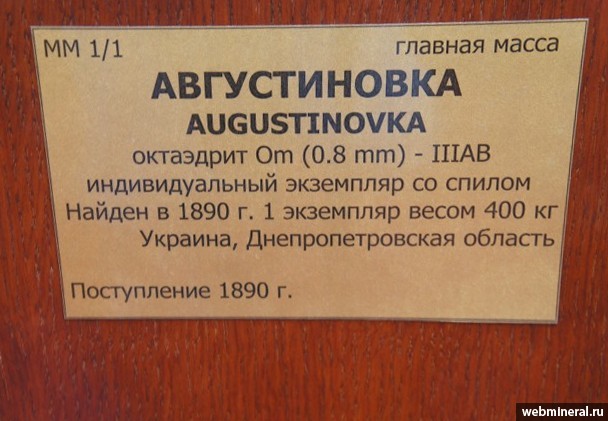 ММ 1/1 главная масса
АВГУСТИНОВКА
AUGUSTINOVKA
октаэдрит Om (0.8 mm) - IIIAB
индивидуальный экземпляр со спилом
Найден в 1890 г. 1 экземпляр весом 400 кг
Украина, Днепропетровская область
Поступление 1890 г.
webmineral.ru